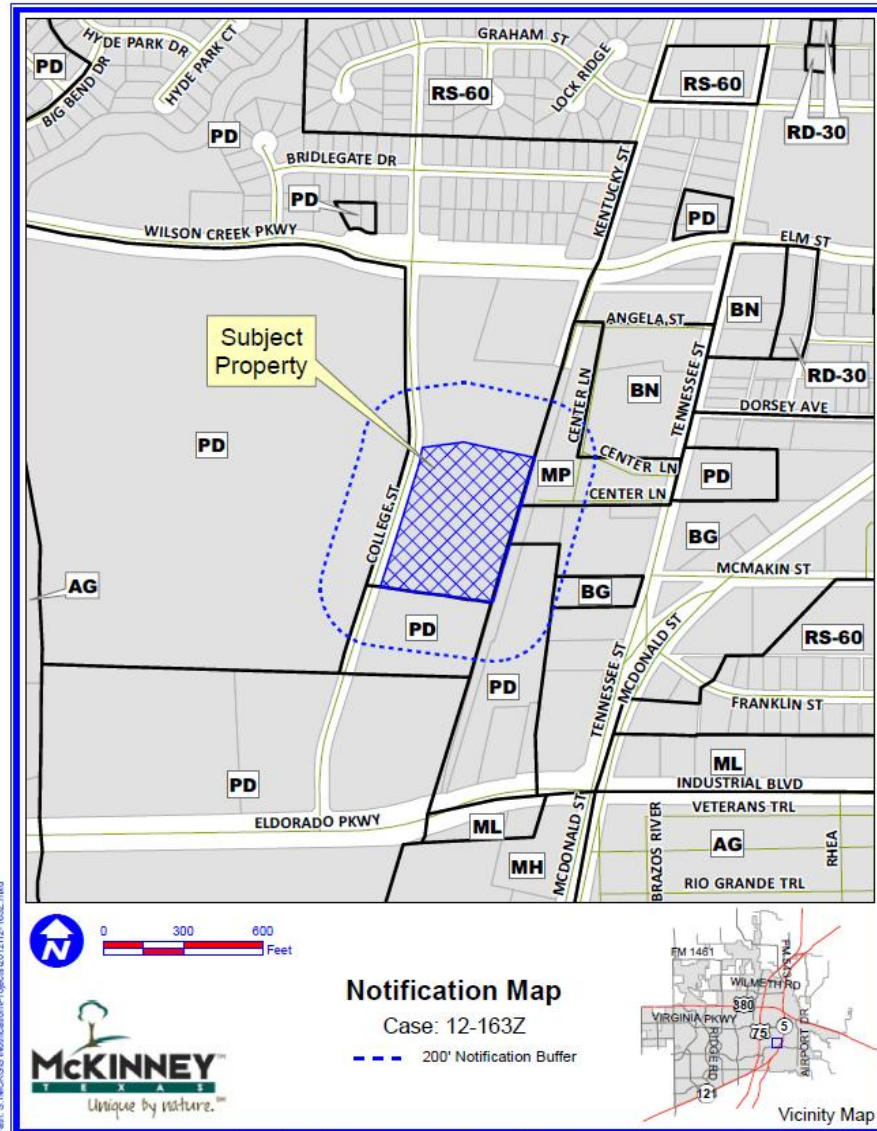 HYDE PARK DR
HYDE PARK CT
BIG BEND DR
PD
GRAHAM ST
LOCK RIDGE
RS-60
RS-60
RD-30
PD
BRIDLEGATE DR
PD
KENTUCKY ST
PD
WILSON CREEK PKWY
ELM ST
BN
ANGELA ST
Subject
Property
CENTER LN
BN
TENNESSEE ST
RD-30
DORSEY AVE
PD
COLLEGE ST
MP
CENTER LN
CENTER LN
PD
BG
MCMAKIN ST
AG
BG
PD
RS-60
PD
TENNESSEE ST
MCDONALD ST
FRANKLIN ST
ML
PD
INDUSTRIAL BLVD
ELDORADO PKWY
VETERANS TRL
ML
MH
MCDONALD ST
BRAZOS RIVER
AG
RHEA
RIO GRANDE TRL
N
0 300 600
Feet
Notification Map
Case: 12-163Z
200' Notification Buffer
McKINNEY
TEXAS
Unique by nature.
FM 1461
FM 543
WILMETH RD
380
VIRGINIA PKWY
75
5
RIDGE RD
AIRPORT DR
121
Vicinity Map